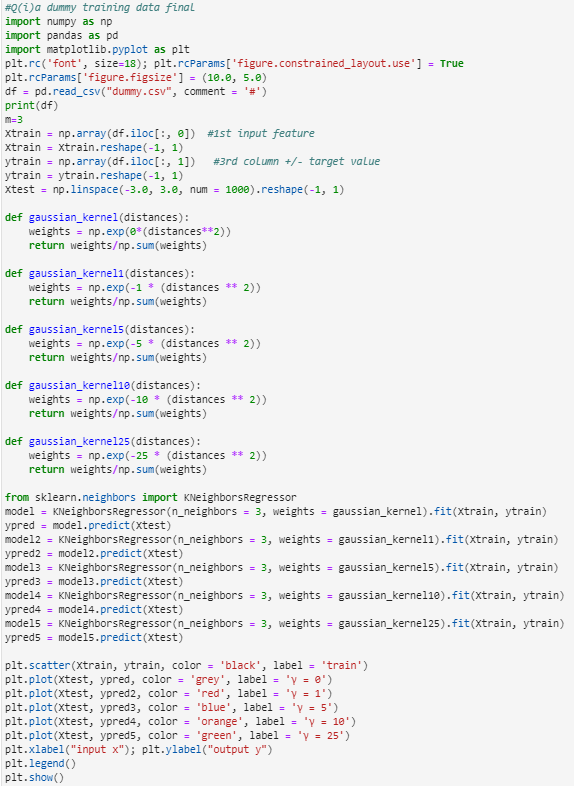 #Q(i)a dummy training data final
import numpy as np
import pandas as pd
import matplotlib.pyplot as plt
plt.rc('font', size=18); plt.rcParams['figure.constrained_layout.use'] = True
plt.rcParams['figure.figsize'] = (10.0, 5.0)
df = pd.read_csv("dummy.csv", comment = '#')
print(df)
m=3
Xtrain = np.array(df.iloc[:, 0])  #1st input feature
Xtrain = Xtrain.reshape(-1, 1)
ytrain = np.array(df.iloc[:, 1])   #3rd column +/- target value
ytrain = ytrain.reshape(-1, 1)
Xtest = np.linspace(-3.0, 3.0, num = 1000).reshape(-1, 1)

def gaussian_kernel(distances):
    weights = np.exp(0*(distances**2))
    return weights/np.sum(weights)

def gaussian_kernel1(distances):
    weights = np.exp(-1 * (distances ** 2))
    return weights/np.sum(weights)

def gaussian_kernel5(distances):
    weights = np.exp(-5 * (distances ** 2))
    return weights/np.sum(weights)

def gaussian_kernel10(distances):
    weights = np.exp(-10 * (distances ** 2))
    return weights/np.sum(weights)

def gaussian_kernel25(distances):
    weights = np.exp(-25 * (distances ** 2))
    return weights/np.sum(weights)

from sklearn.neighbors import KNeighborsRegressor
model = KNeighborsRegressor(n_neighbors = 3, weights = gaussian_kernel).fit(Xtrain, ytrain)
ypred = model.predict(Xtest)
model2 = KNeighborsRegressor(n_neighbors = 3, weights = gaussian_kernel1).fit(Xtrain, ytrain)
ypred2 = model2.predict(Xtest)
model3 = KNeighborsRegressor(n_neighbors = 3, weights = gaussian_kernel5).fit(Xtrain, ytrain)
ypred3 = model3.predict(Xtest)
model4 = KNeighborsRegressor(n_neighbors = 3, weights = gaussian_kernel10).fit(Xtrain, ytrain)
ypred4 = model4.predict(Xtest)
model5 = KNeighborsRegressor(n_neighbors = 3, weights = gaussian_kernel25).fit(Xtrain, ytrain)
ypred5 = model5.predict(Xtest)

plt.scatter(Xtrain, ytrain, color = 'black', label = 'train')
plt.plot(Xtest, ypred, color = 'grey', label = 'γ = 0')
plt.plot(Xtest, ypred2, color = 'red', label = 'γ = 1')
plt.plot(Xtest, ypred3, color = 'blue', label = 'γ = 5')
plt.plot(Xtest, ypred4, color = 'orange', label = 'γ = 10')
plt.plot(Xtest, ypred5, color = 'green', label = 'γ = 25')
plt.xlabel("input x"); plt.ylabel("output y")
plt.legend()
plt.show()